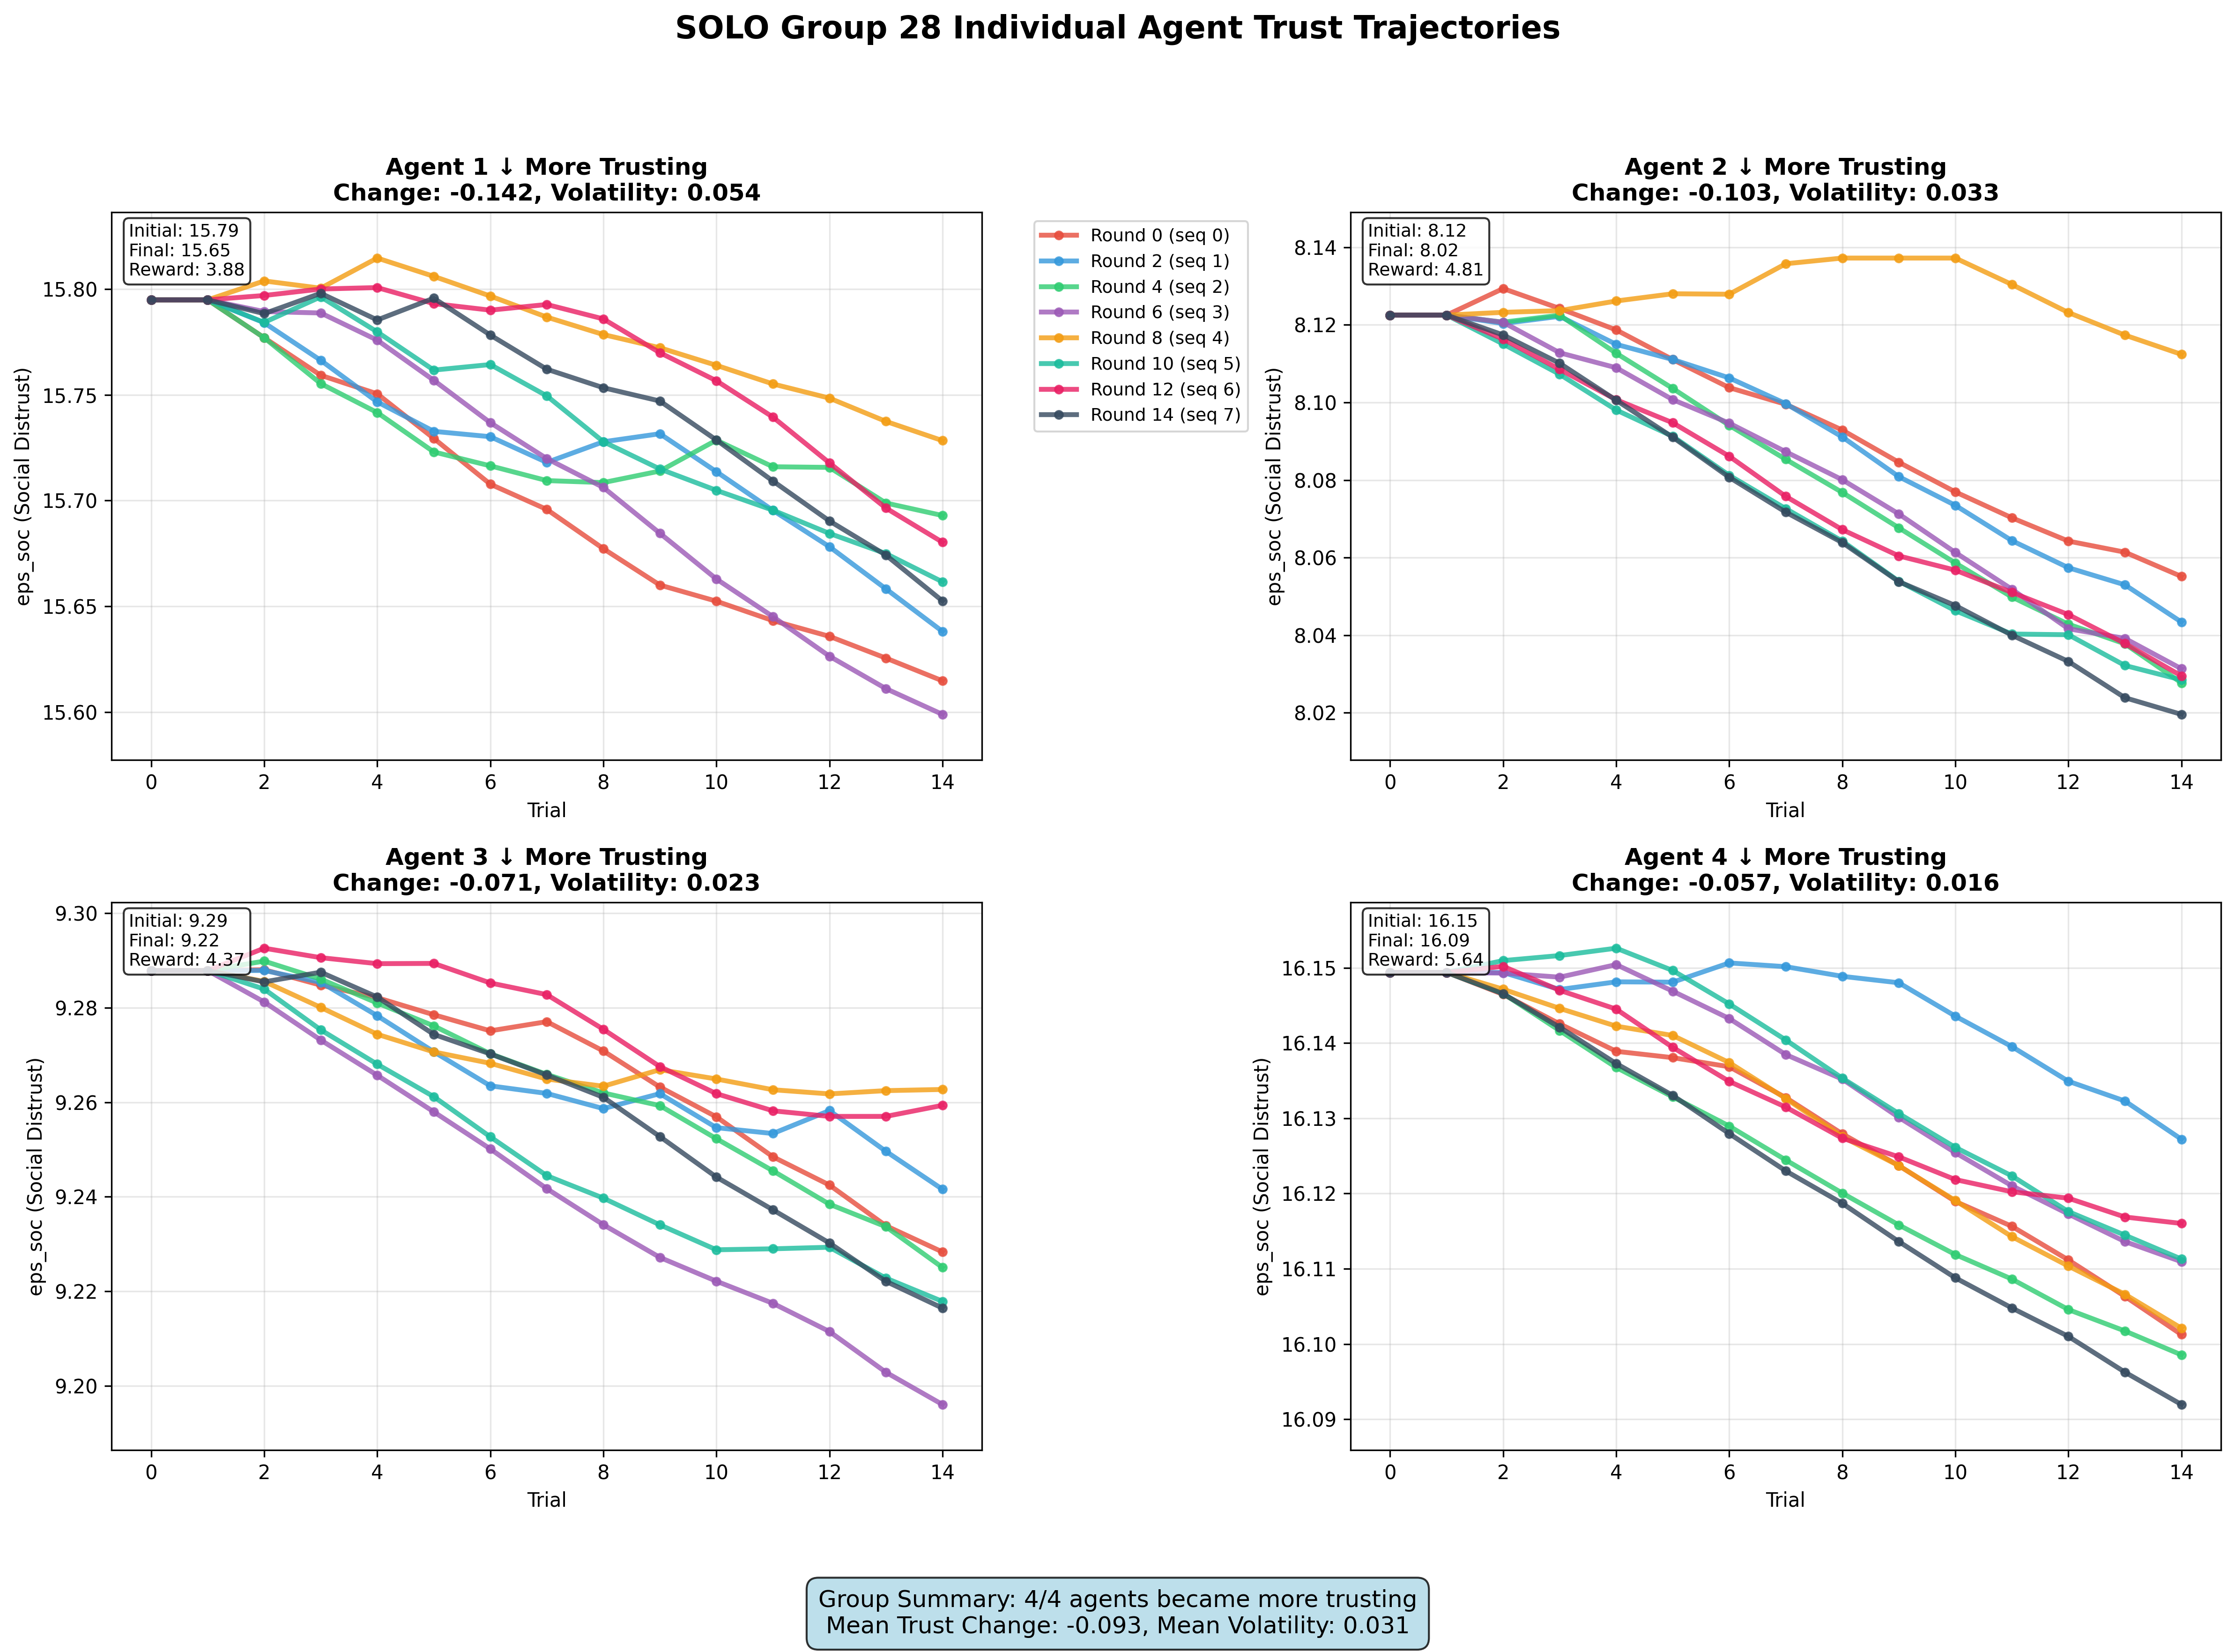 SOLO Group 28 Individual Agent Trust Trajectories
Agent 1 ↓ More Trusting
Change: -0.142, Volatility: 0.054
Initial: 15.79
Final: 15.65
Reward: 3.88
eps_soc (Social Distrust)
15.80
15.75
15.70
15.65
15.60
0 2 4 6 8 10 12 14
Trial
Round 0 (seq 0)
Round 2 (seq 1)
Round 4 (seq 2)
Round 6 (seq 3)
Round 8 (seq 4)
Round 10 (seq 5)
Round 12 (seq 6)
Round 14 (seq 7)
Agent 2 ↓ More Trusting
Change: -0.103, Volatility: 0.033
Initial: 8.12
Final: 8.02
Reward: 4.81
eps_soc (Social Distrust)
8.14
8.12
8.10
8.08
8.06
8.04
8.02
0 2 4 6 8 10 12 14
Trial
Agent 3 ↓ More Trusting
Change: -0.071, Volatility: 0.023
Initial: 9.29
Final: 9.22
Reward: 4.37
eps_soc (Social Distrust)
9.30
9.28
9.26
9.24
9.22
9.20
0 2 4 6 8 10 12 14
Trial
Agent 4 ↓ More Trusting
Change: -0.057, Volatility: 0.016
Initial: 16.15
Final: 16.09
Reward: 5.64
eps_soc (Social Distrust)
16.15
16.14
16.13
16.12
16.11
16.10
16.09
0 2 4 6 8 10 12 14
Trial
Group Summary: 4/4 agents became more trusting
Mean Trust Change: -0.093, Mean Volatility: 0.031